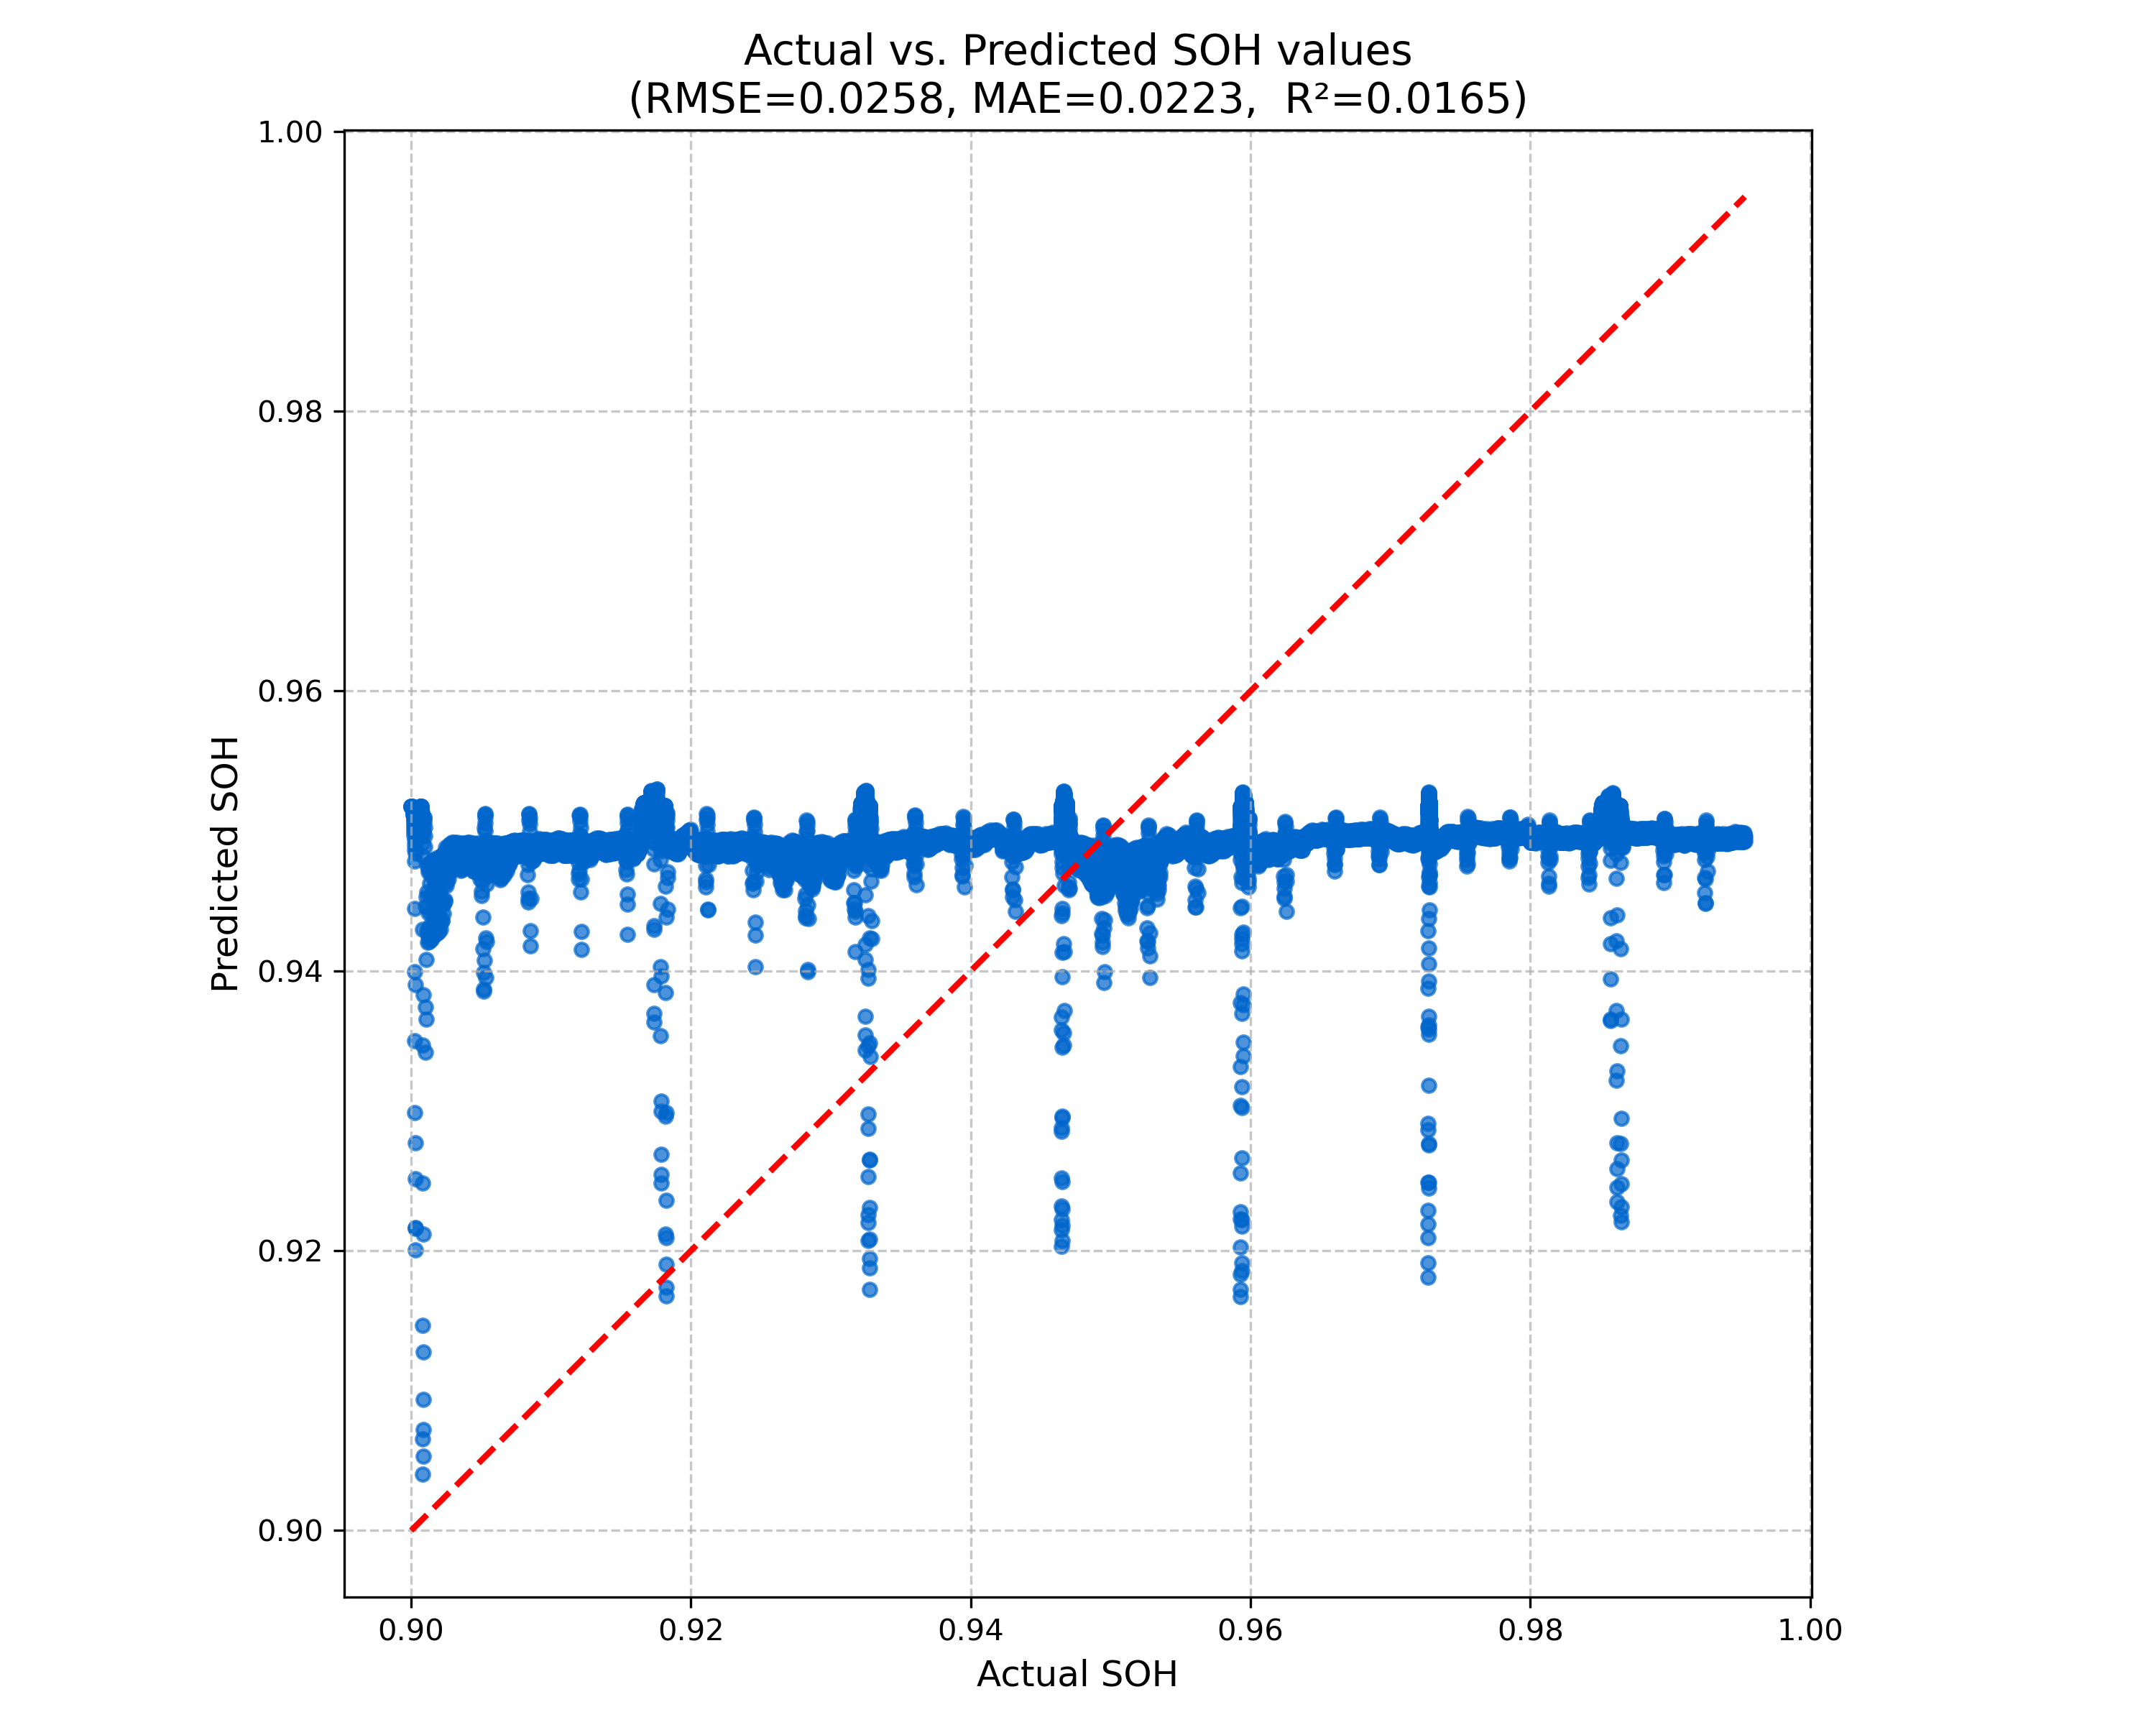 Actual vs. Predicted SOH values
(RMSE=0.0258, MAE=0.0223,  R²=0.0165)
Predicted SOH
1.00
0.98
0.96
0.94
0.92
0.90
0.90 0.92 0.94 0.96 0.98 1.00
Actual SOH